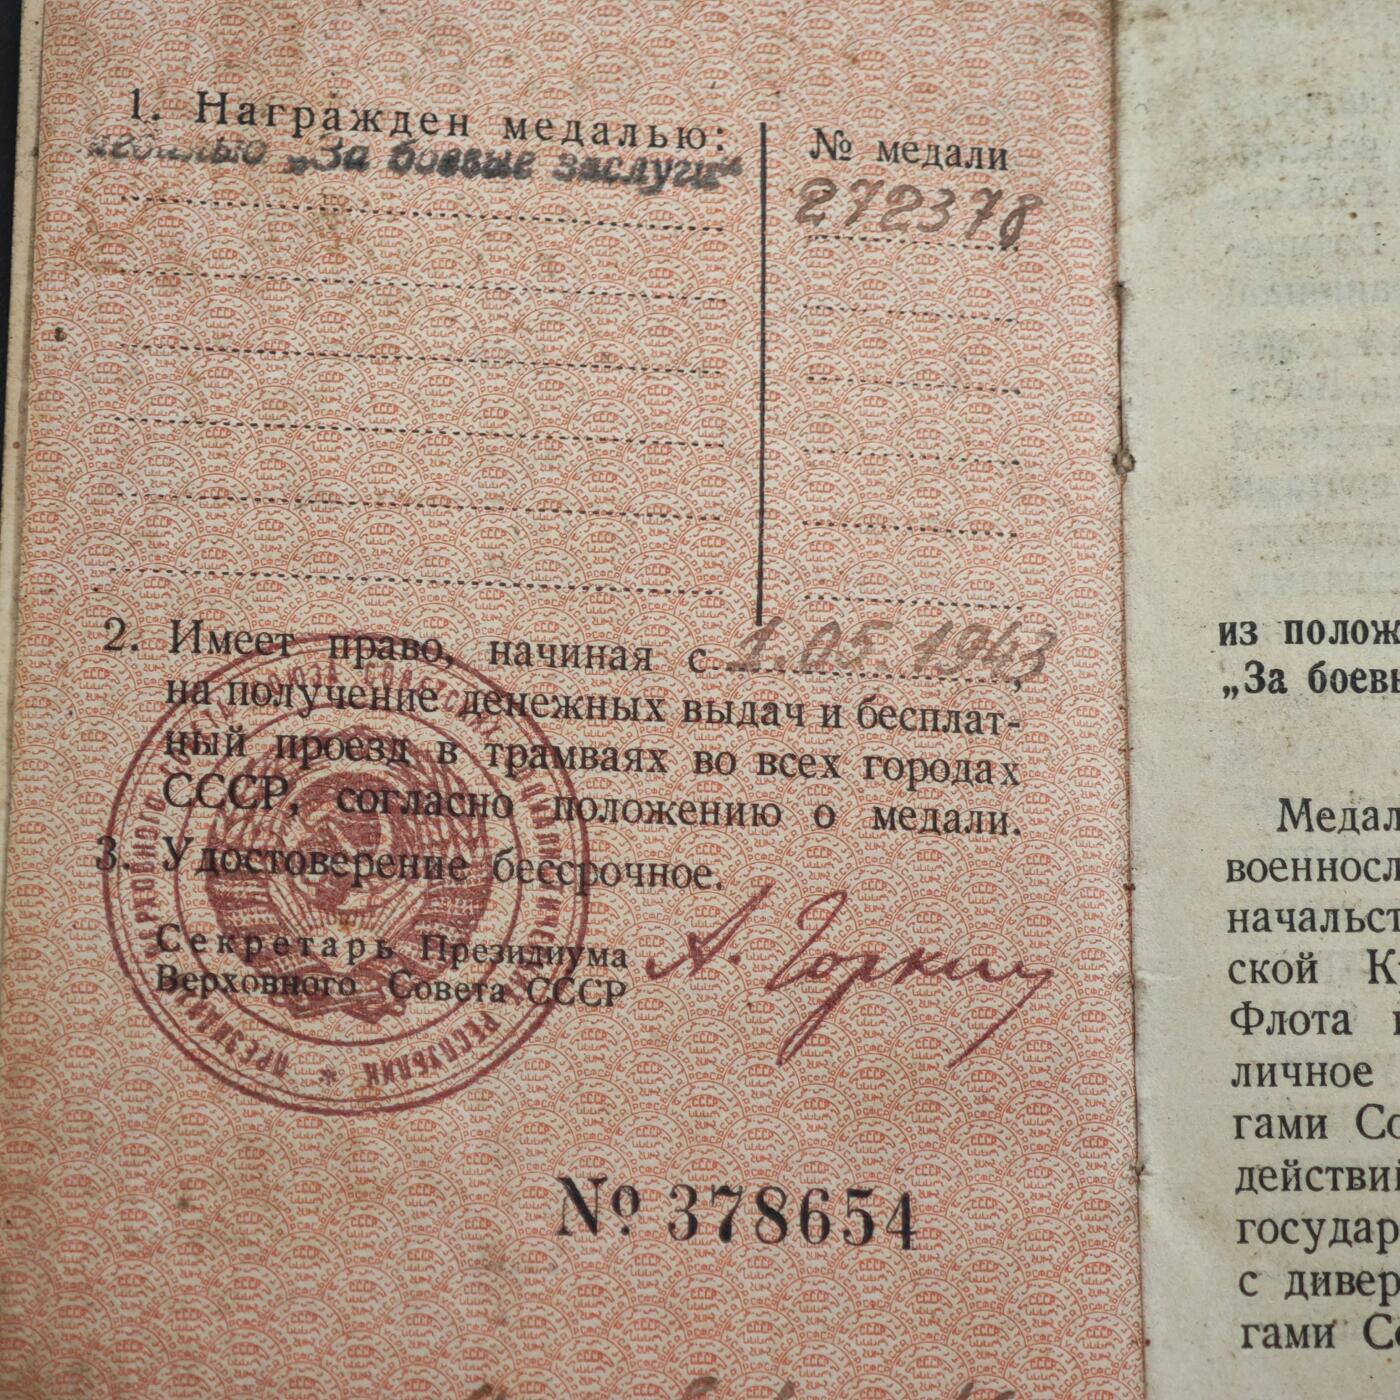 1. Награжден медалью:
медалью „За боевые заслуги“
№ медали
272378
2. Имеет право, начиная с 1.05.1943,
на получение денежных выдач и бесплат-
ный проезд в трамваях во всех городах
СССР, согласно положению о медали.
3. Удостоверение бессрочное.
Секретарь Президиума
Верховного Совета СССР
А. Горкин
№ 378654
из полож
„За боевы
Медал
военносл
начальст
ской К
Флота
личное
гами Со
действий
государ
с дивер
гами Со